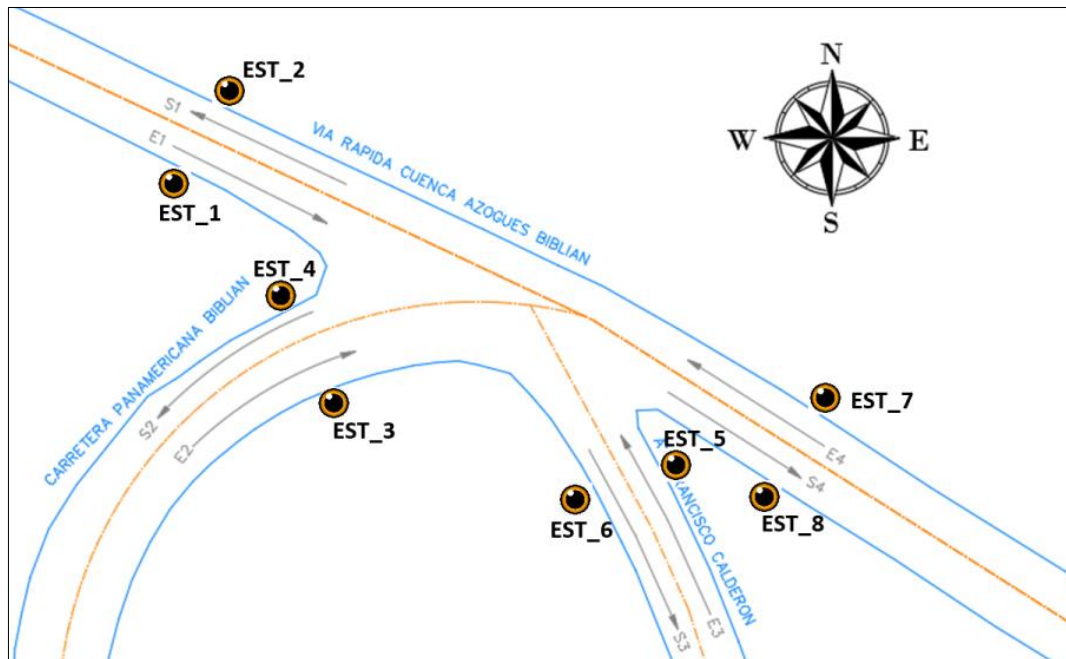 EST_2
N
S1
VIA RAPIDA CUENCA AZOGUES BIBLIAN
E1
W
E
EST_1
S
EST_4
CARRETERA PANAMERICANA BIBLIAN
EST_7
S2
EST_3
E2
EST_5
E4
S4
EST_6
EST_8
CALDERON
S3
E3